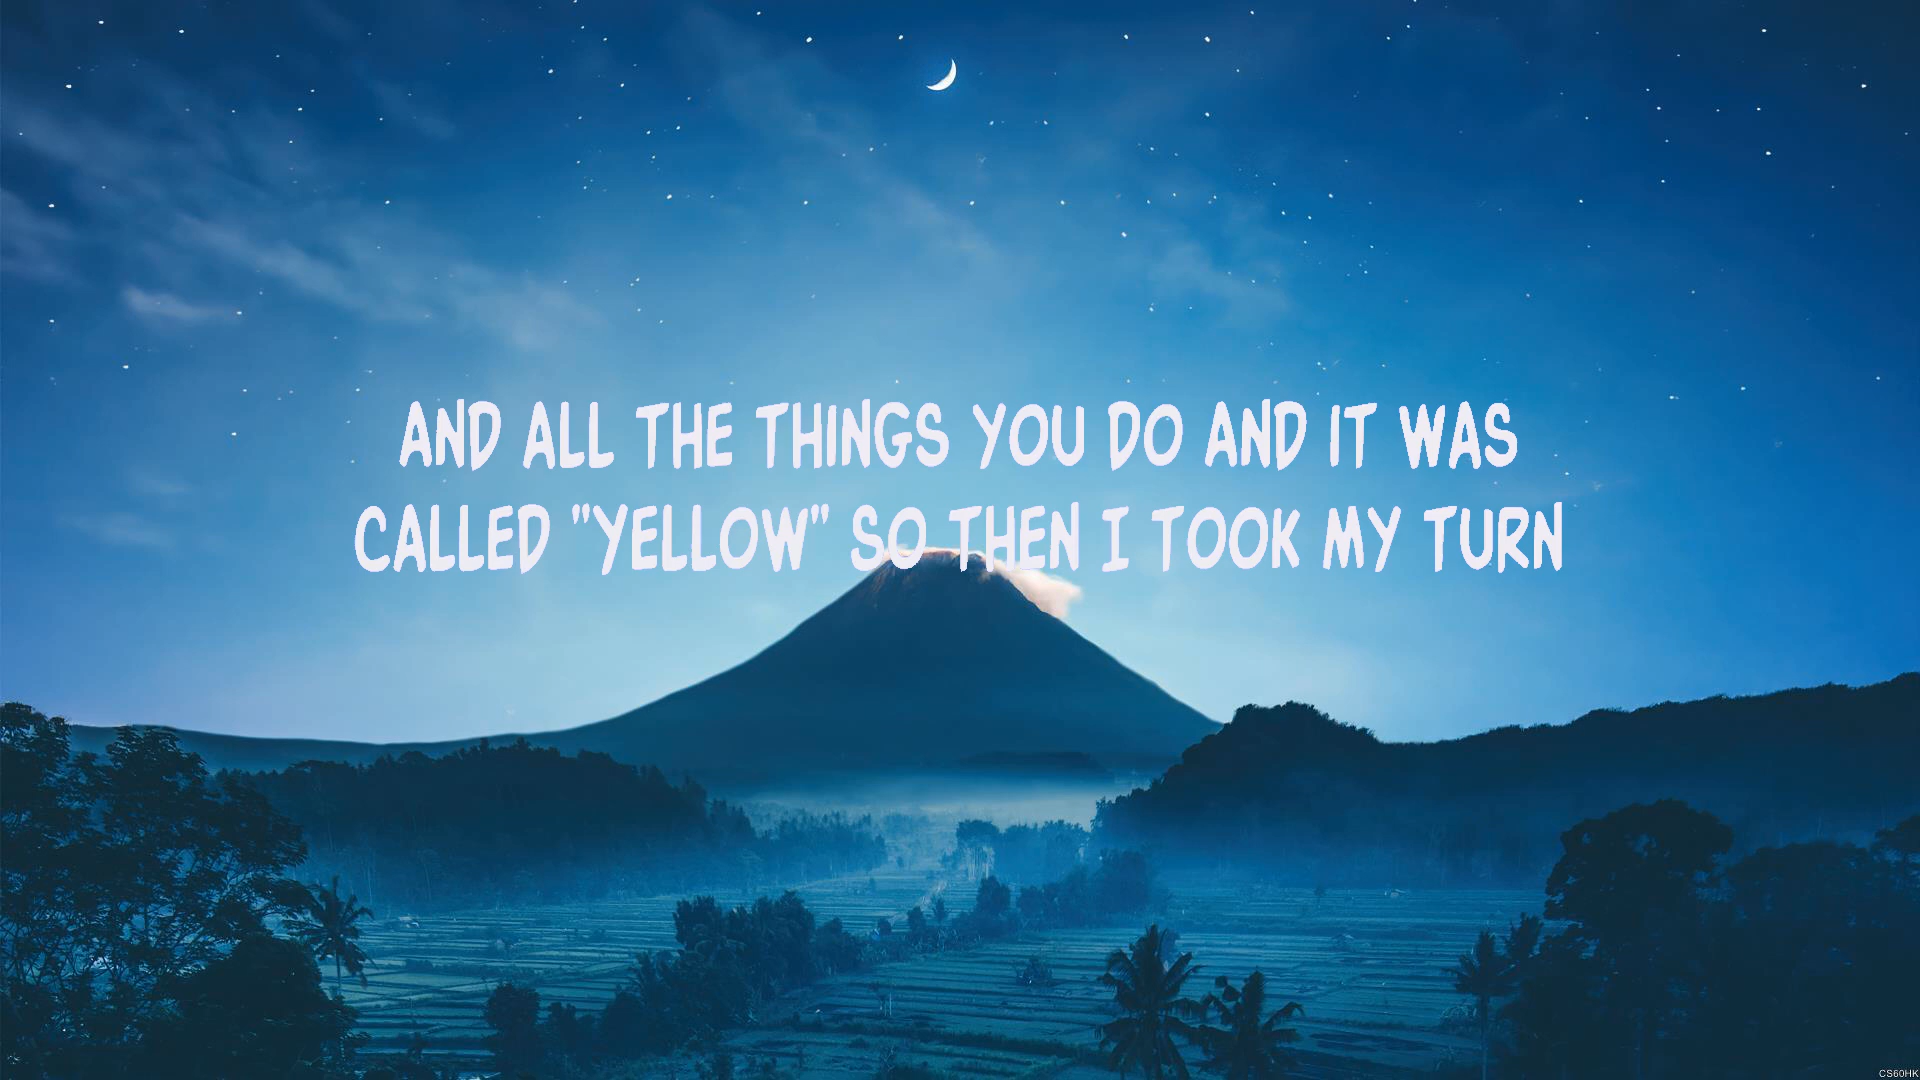 AND ALL THE THINGS YOU DO AND IT WAS
CALLED "YELLOW" SO THEN I TOOK MY TURN
CS60HK